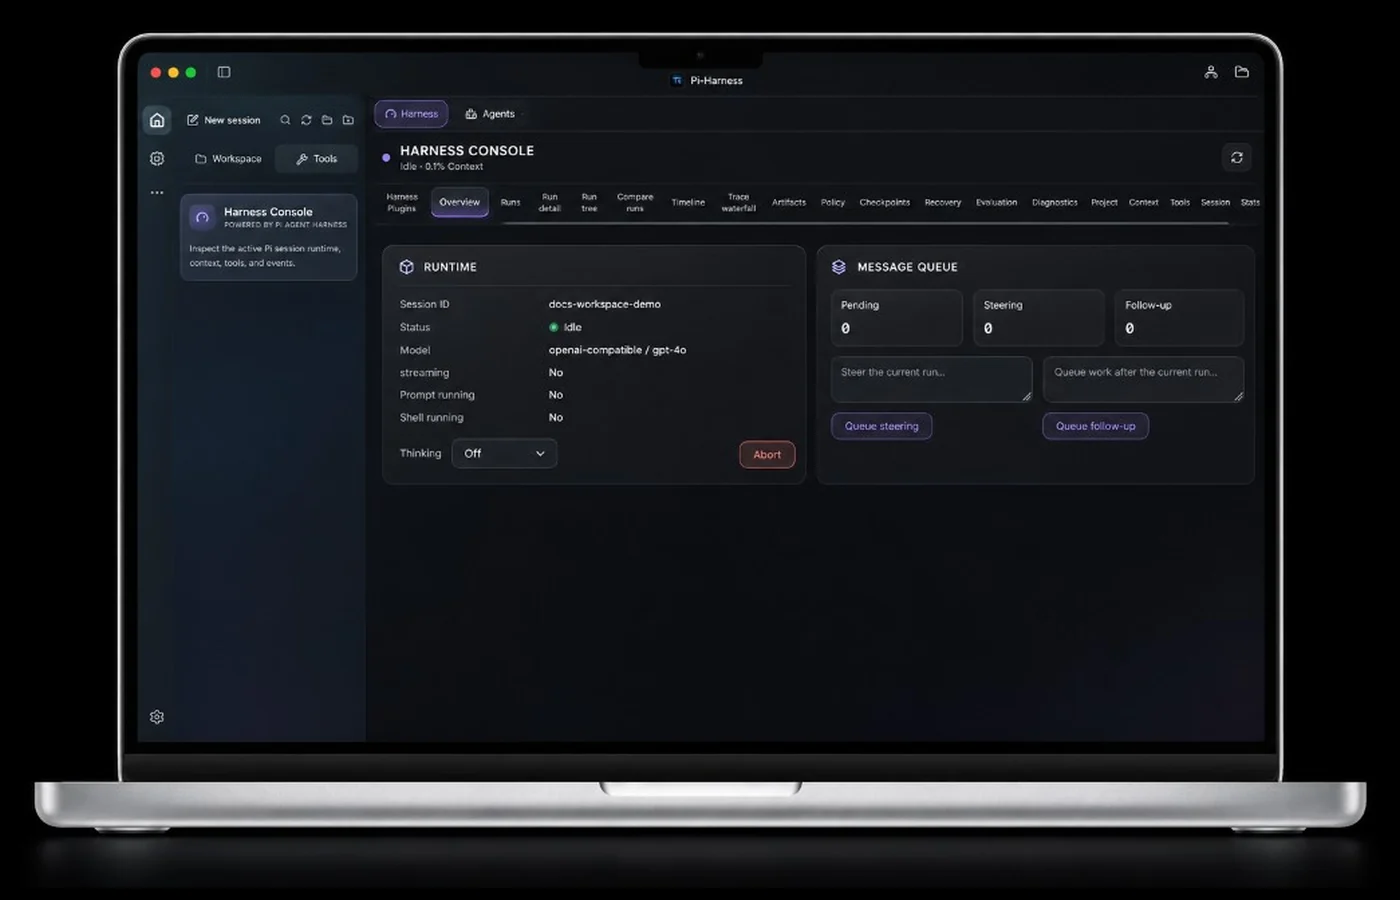 Pi-Harness
New session
Workspace
Tools
Harness Console
POWERED BY PI AGENT HARNESS
Inspect the active Pi session runtime,
context, tools, and events.
Harness
Agents
HARNESS CONSOLE
Idle · 0.1% Context
Harness
Plugins
Overview
Runs
Run
detail
Run
tree
Compare
runs
Timeline
Trace
waterfall
Artifacts
Policy
Checkpoints
Recovery
Evaluation
Diagnostics
Project
Context
Tools
Session
Stats
RUNTIME
Session ID
docs-workspace-demo
Status
Idle
Model
openai-compatible / gpt-4o
streaming
No
Prompt running
No
Shell running
No
Thinking
Off
Abort
MESSAGE QUEUE
Pending
0
Steering
0
Follow-up
0
Steer the current run...
Queue work after the current run...
Queue steering
Queue follow-up